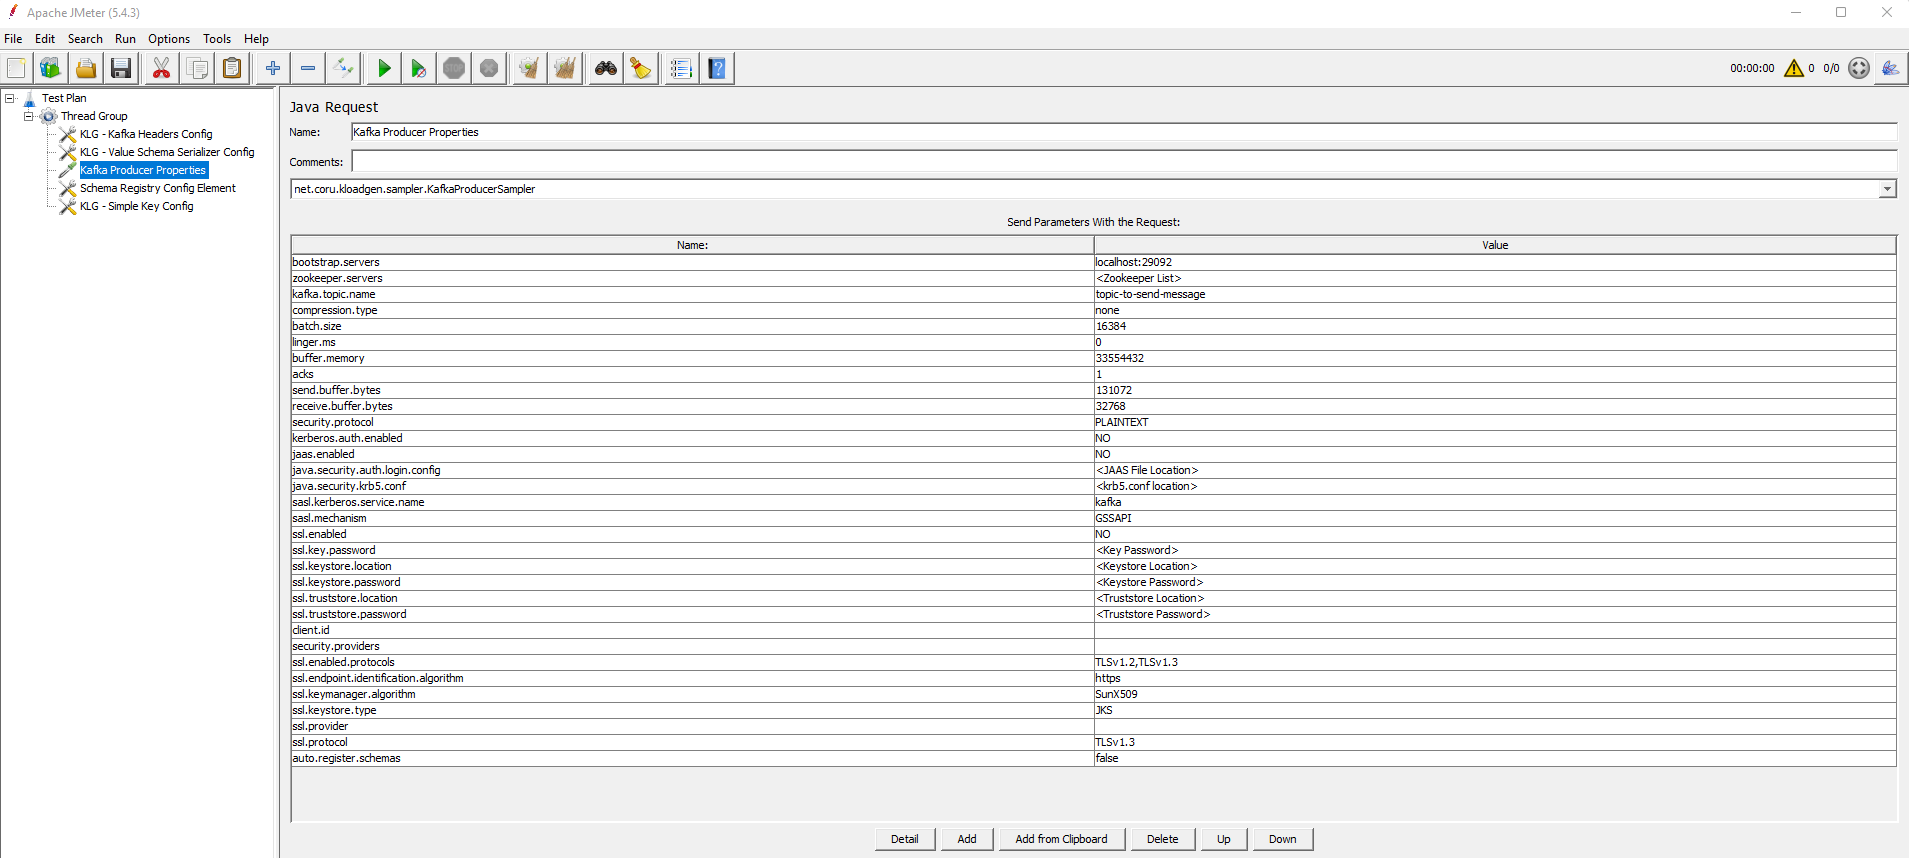 Apache JMeter (5.4.3)
File Edit Search Run Options Tools Help
00:00:00 0 0/0
Test Plan
Thread Group
KLG - Kafka Headers Config
KLG - Value Schema Serializer Config
Kafka Producer Properties
Schema Registry Config Element
KLG - Simple Key Config
Java Request
Name: Kafka Producer Properties
Comments:
net.coru.kloadgen.sampler.KafkaProducerSampler
Send Parameters With the Request:
Name: Value
bootstrap.servers localhost:29092
zookeeper.servers <Zookeeper List>
kafka.topic.name topic-to-send-message
compression.type none
batch.size 16384
linger.ms 0
buffer.memory 33554432
acks 1
send.buffer.bytes 131072
receive.buffer.bytes 32768
security.protocol PLAINTEXT
kerberos.auth.enabled NO
jaas.enabled NO
java.security.auth.login.config <JAAS File Location>
java.security.krb5.conf <krb5.conf location>
sasl.kerberos.service.name kafka
sasl.mechanism GSSAPI
ssl.enabled NO
ssl.key.password <Key Password>
ssl.keystore.location <Keystore Location>
ssl.keystore.password <Keystore Password>
ssl.truststore.location <Truststore Location>
ssl.truststore.password <Truststore Password>
client.id
security.providers
ssl.enabled.protocols TLSv1.2,TLSv1.3
ssl.endpoint.identification.algorithm https
ssl.keymanager.algorithm SunX509
ssl.keystore.type JKS
ssl.provider
ssl.protocol TLSv1.3
auto.register.schemas false
Detail Add Add from Clipboard Delete Up Down